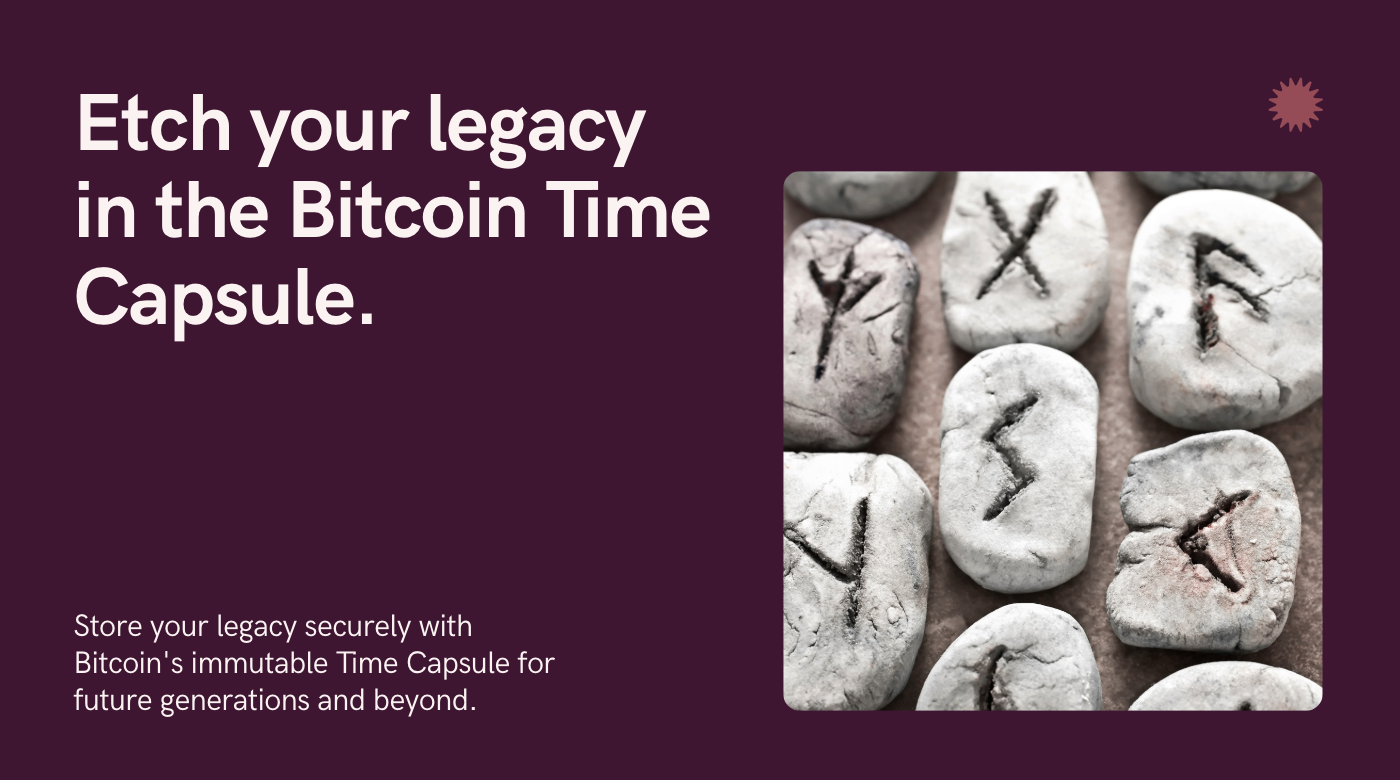 Etch your legacy
in the Bitcoin Time
Capsule.
Store your legacy securely with
Bitcoin's immutable Time Capsule for
future generations and beyond.
ᛉ ᚷ ᚨ
ᛊ ᚲ